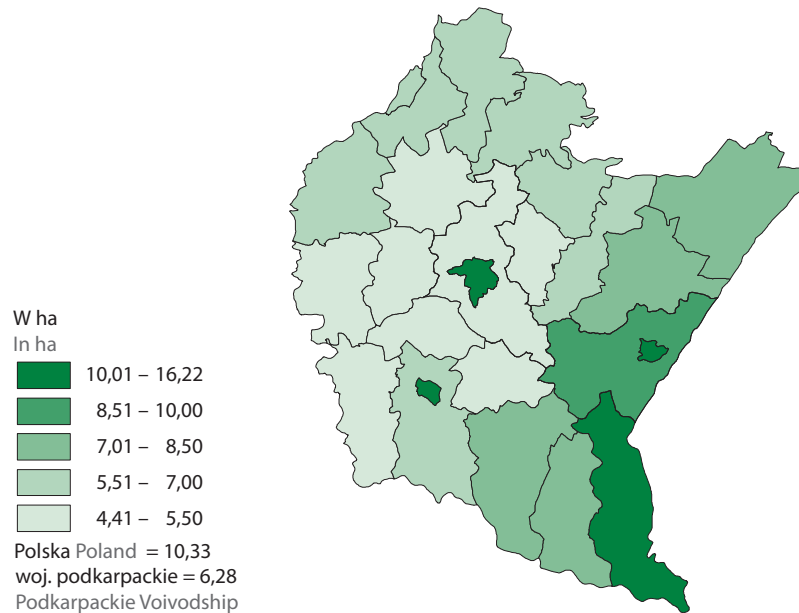 W ha
In ha
10,01 – 16,22
8,51 – 10,00
7,01 – 8,50
5,51 – 7,00
4,41 – 5,50
Polska Poland = 10,33
woj. podkarpackie = 6,28
Podkarpackie Voivodship